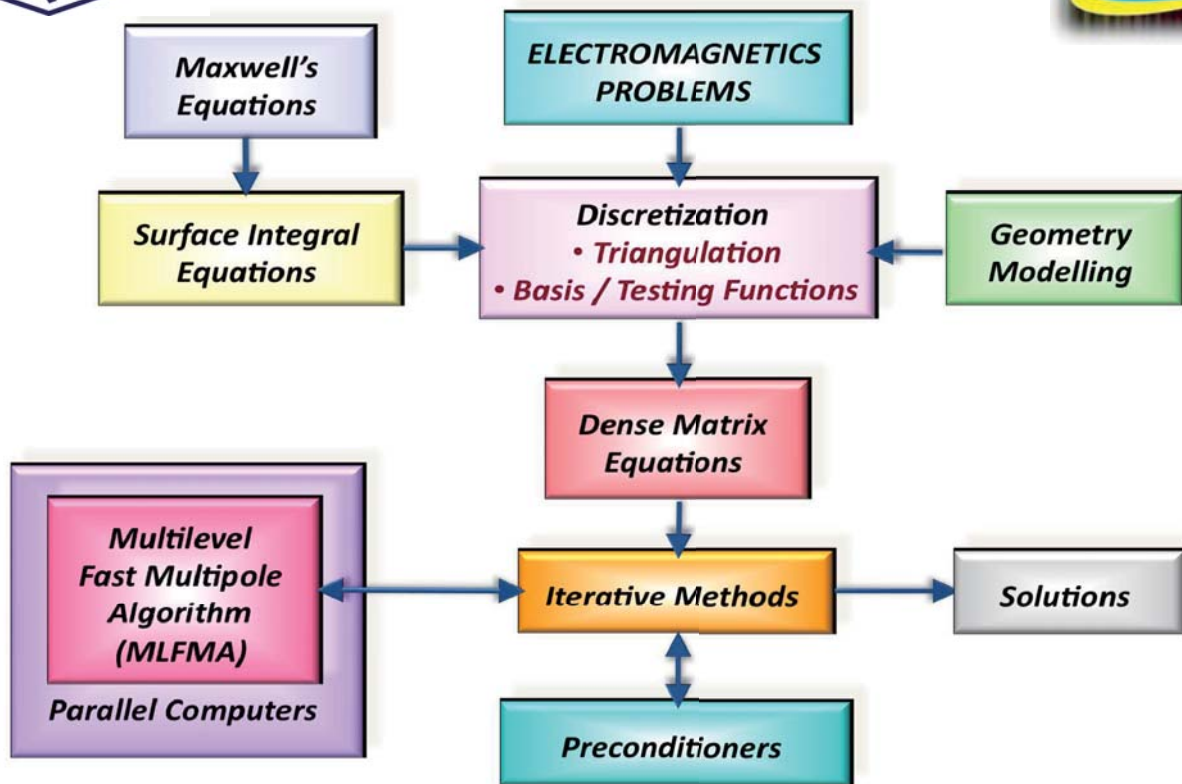 Maxwell's
Equations
ELECTROMAGNETICS
PROBLEMS
Surface Integral
Equations
Discretization
• Triangulation
• Basis / Testing Functions
Geometry
Modelling
Dense Matrix
Equations
Multilevel
Fast Multipole
Algorithm
(MLFMA)
Parallel Computers
Iterative Methods
Solutions
Preconditioners